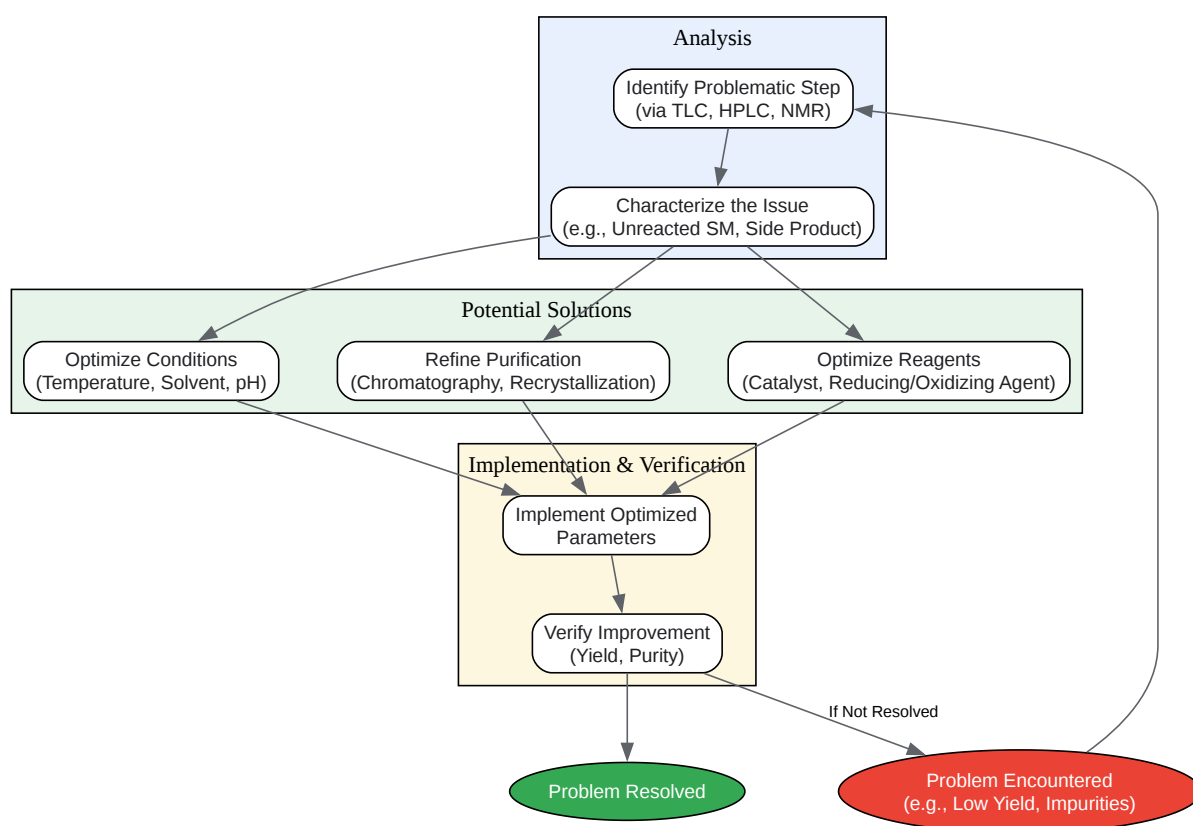 Analysis
Identify Problematic Step
(via TLC, HPLC, NMR)
Characterize the Issue
(e.g., Unreacted SM, Side Product)
Potential Solutions
Optimize Conditions
(Temperature, Solvent, pH)
Refine Purification
(Chromatography, Recrystallization)
Optimize Reagents
(Catalyst, Reducing/Oxidizing Agent)
Implementation & Verification
Implement Optimized
Parameters
Verify Improvement
(Yield, Purity)
If Not Resolved
Problem Resolved
Problem Encountered
(e.g., Low Yield, Impurities)